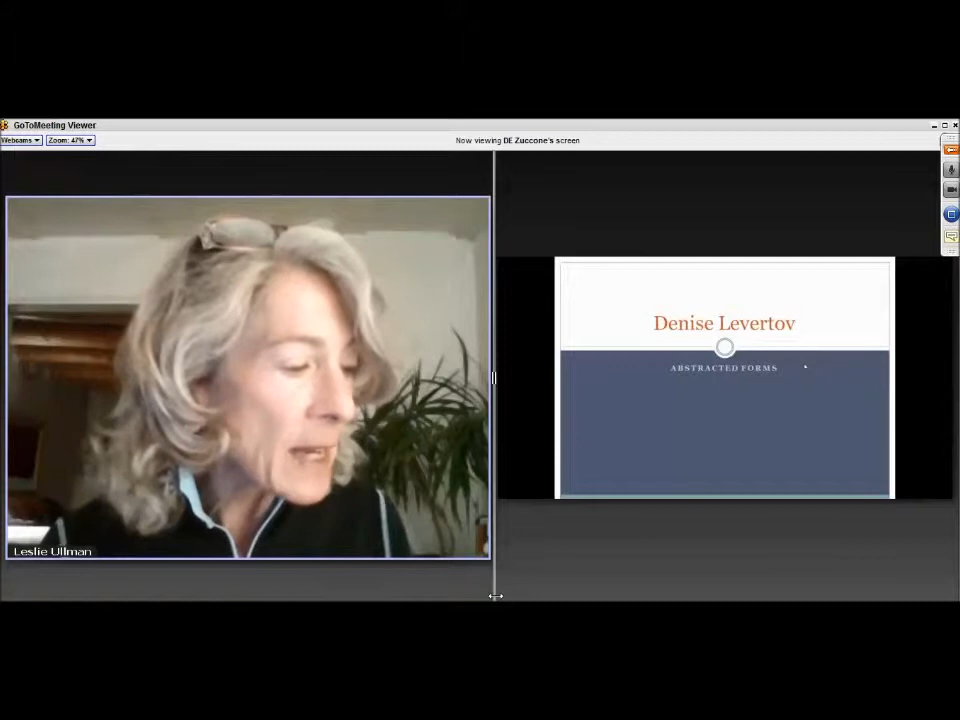 GoToMeeting Viewer
Webcams
Zoom: 47%
Now viewing DE Zuccone's screen
Denise Levertov
ABSTRACTED FORMS
Leslie Ullman